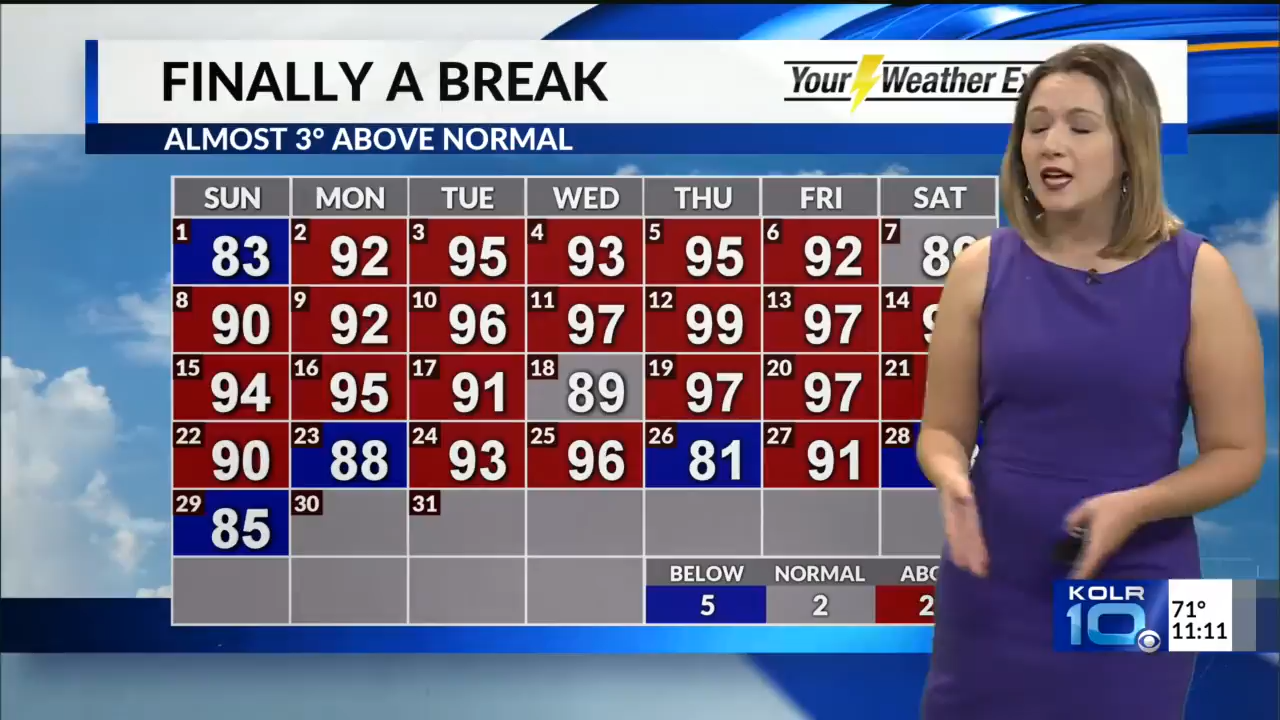 FINALLY A BREAK
Your Weather
ALMOST 3° ABOVE NORMAL
SUN MON TUE WED THU FRI SAT
1 83 2 92 3 95 4 93 5 95 6 92 7
8 90 9 92 10 96 11 97 12 99 13 97 14
15 94 16 95 17 91 18 89 19 97 20 97 21
22 90 23 88 24 93 25 96 26 81 27 91 28
29 85 30 31
BELOW NORMAL
5 2
KOLR
10
71°
11:11